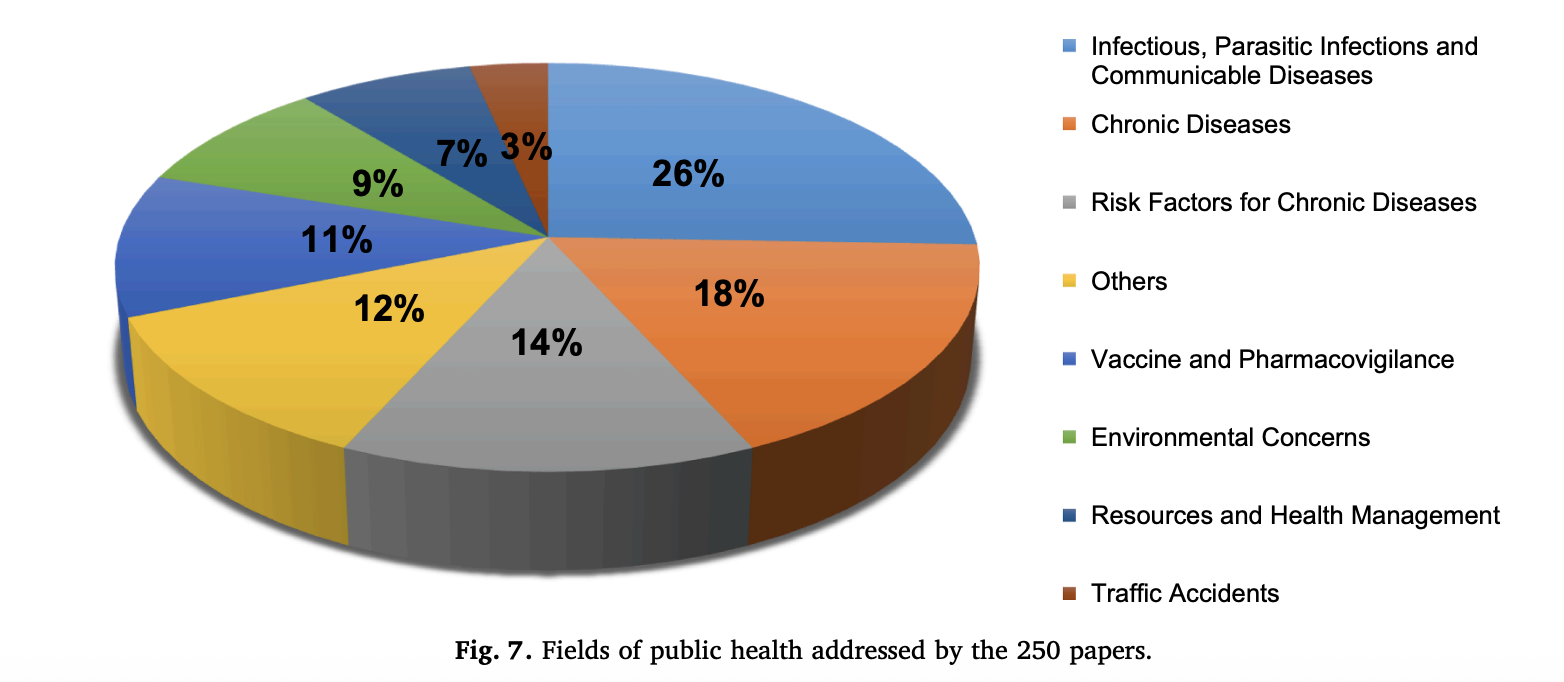 26%
18%
14%
12%
11%
9%
7%
3%
Infectious, Parasitic Infections and
Communicable Diseases
Chronic Diseases
Risk Factors for Chronic Diseases
Others
Vaccine and Pharmacovigilance
Environmental Concerns
Resources and Health Management
Traffic Accidents
Fig. 7. Fields of public health addressed by the 250 papers.